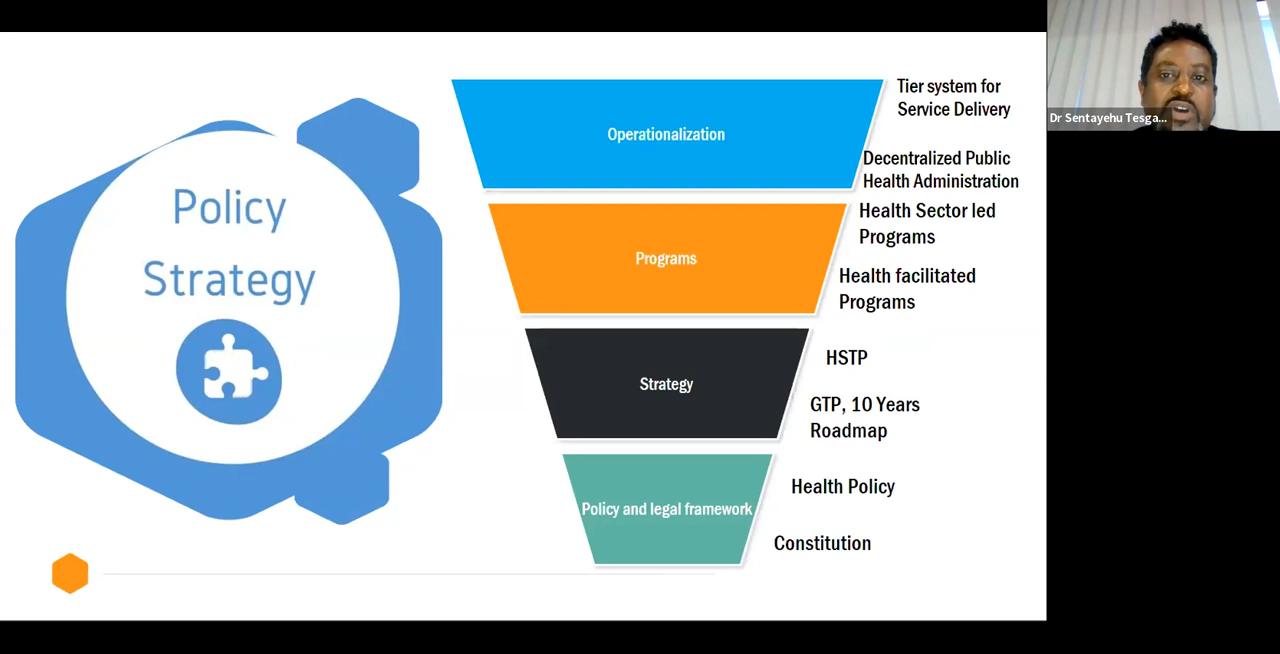 Policy
Strategy
Operationalization
Tier system for
Service Delivery
Decentralized Public
Health Administration
Programs
Health Sector led
Programs
Health facilitated
Programs
Strategy
HSTP
GTP, 10 Years
Roadmap
Policy and legal framework
Health Policy
Constitution
Dr Sentayehu Tesga...